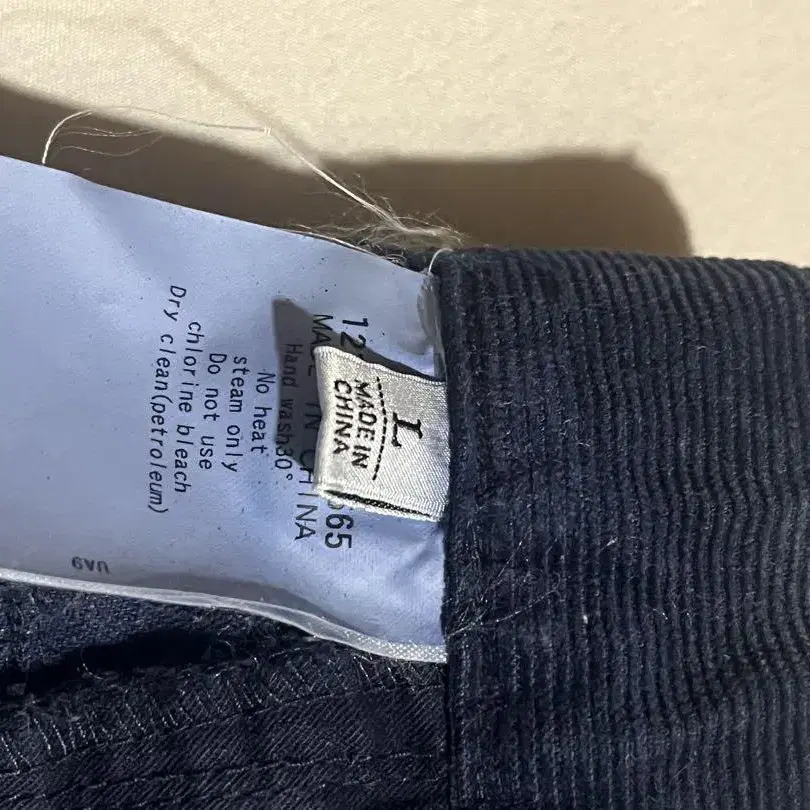 L
MADE IN
CHINA
12
65
MADE IN CHINA
Hand wash30°
No heat
steam only
Do not use
chlorine bleach
Dry clean(petroleum)
UA9